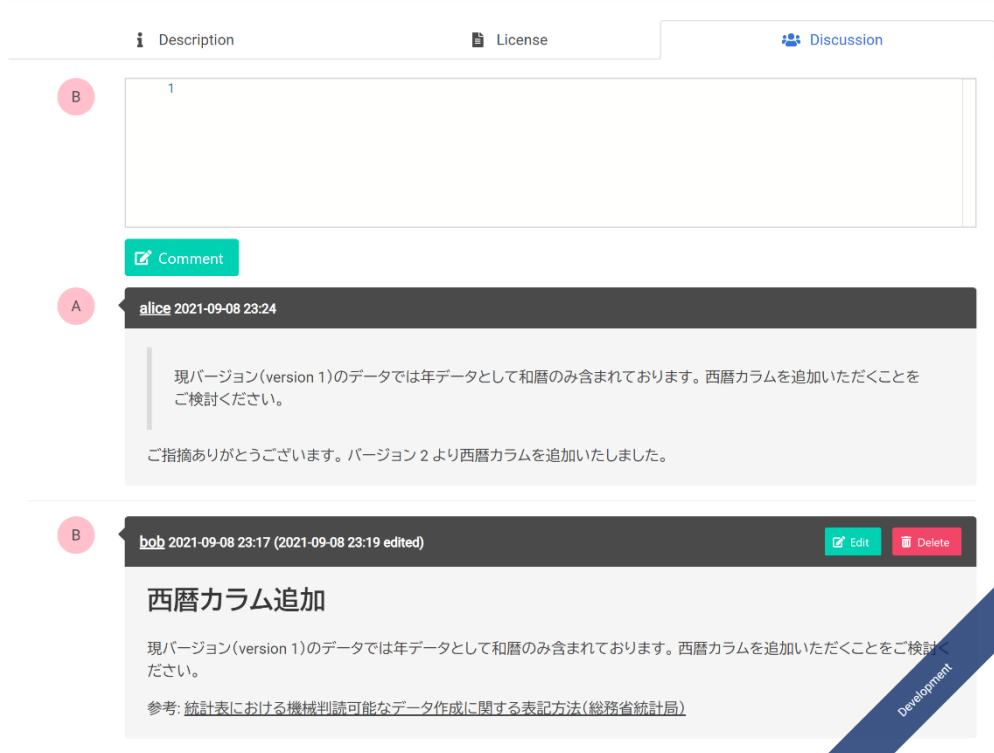 Description
License
Discussion
B
1
Comment
A
alice 2021-09-08 23:24
現バージョン(version 1)のデータでは年データとして和暦のみ含まれております。西暦カラムを追加いただくことを
ご検討ください。
ご指摘ありがとうございます。バージョン 2 より西暦カラムを追加いたしました。
B
bob 2021-09-08 23:17 (2021-09-08 23:19 edited)
Edit
Delete
西暦カラム追加
現バージョン(version 1)のデータでは年データとして和暦のみ含まれております。西暦カラムを追加いただくことをご検討く
ださい。
参考: 統計表における機械判読可能なデータ作成に関する表記方法(総務省統計局)
Development